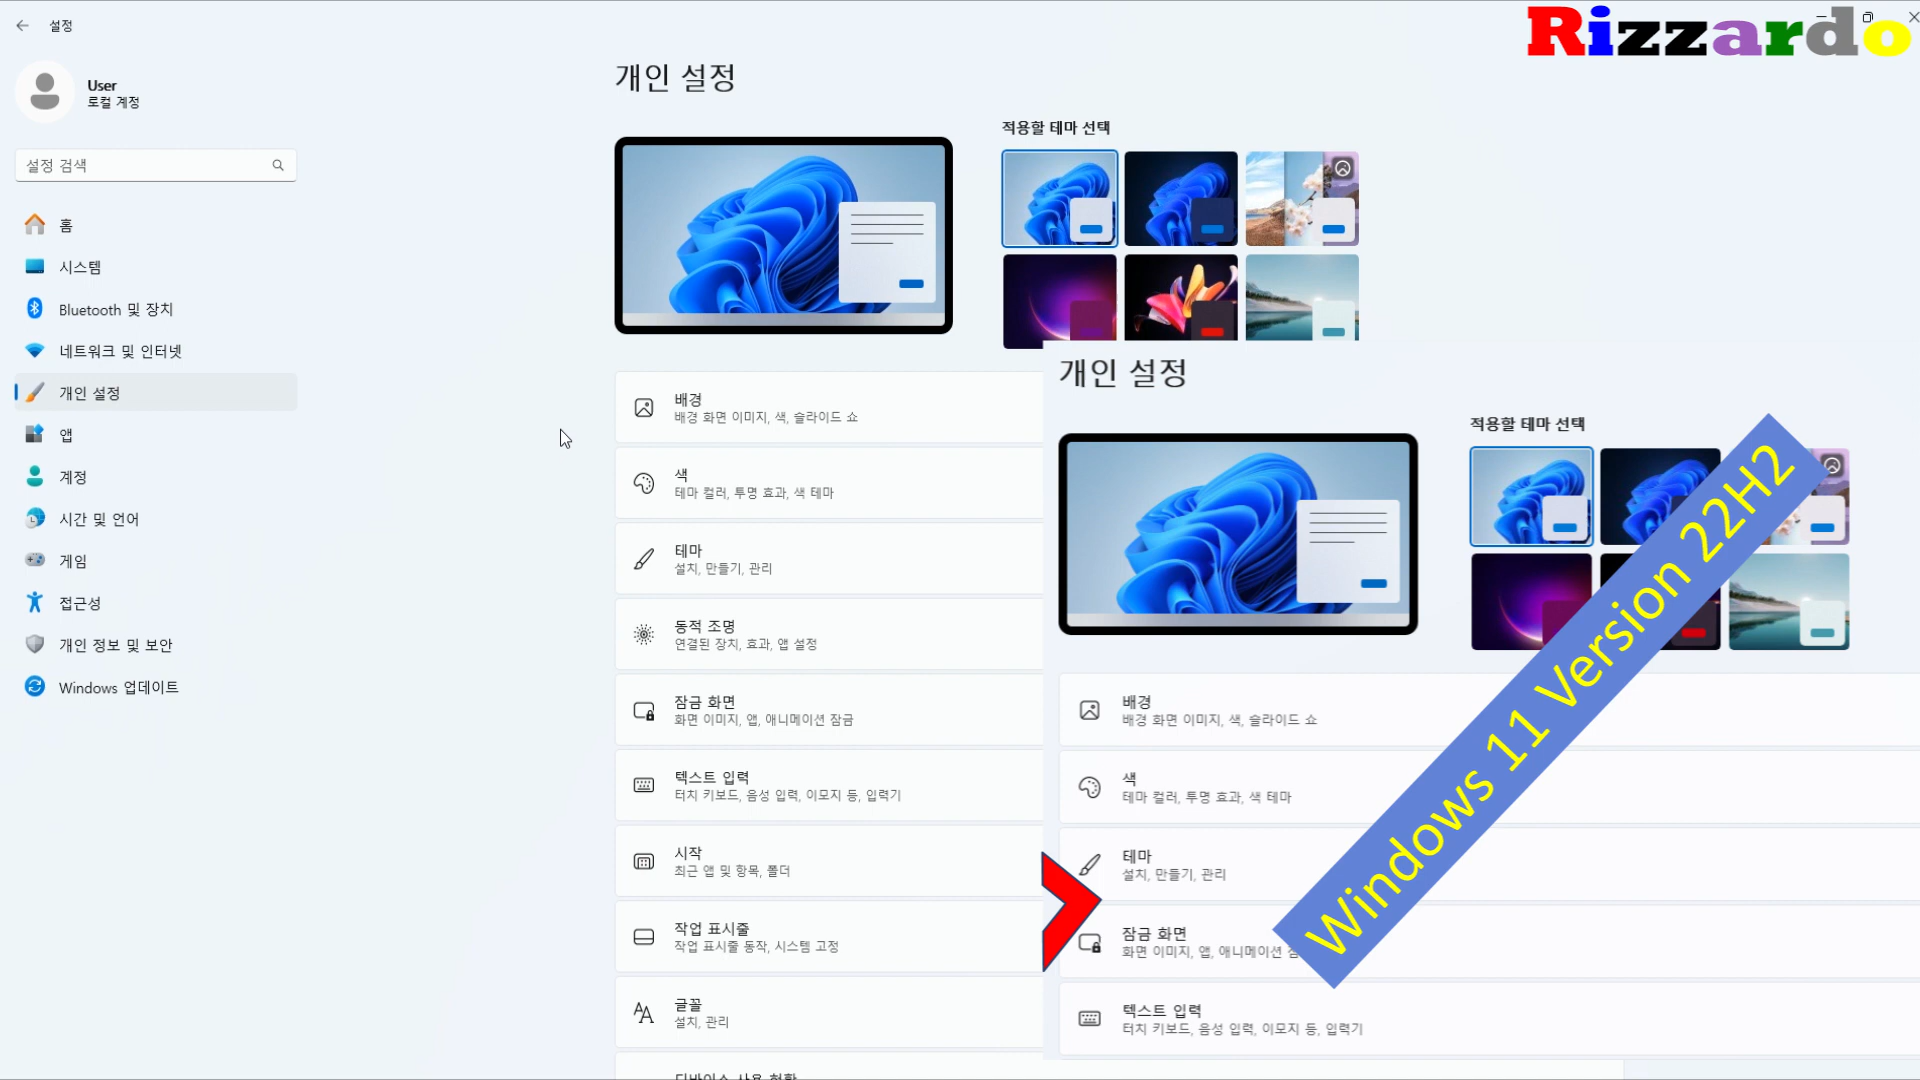 설정
Rizzardo
User
로컬 계정
설정 검색
홈
시스템
Bluetooth 및 장치
네트워크 및 인터넷
개인 설정
앱
계정
시간 및 언어
게임
접근성
개인 정보 및 보안
Windows 업데이트
개인 설정
적용할 테마 선택
배경
배경 화면 이미지, 색, 슬라이드 쇼
색
테마 컬러, 투명 효과, 색 테마
테마
설치, 만들기, 관리
동적 조명
연결된 장치, 효과, 앱 설정
잠금 화면
화면 이미지, 앱, 애니메이션 잠금
텍스트 입력
터치 키보드, 음성 입력, 이모지 등, 입력기
시작
최근 앱 및 항목, 폴더
작업 표시줄
작업 표시줄 동작, 시스템 고정
글꼴
설치, 관리
디바이스 사용 현황
개인 설정
적용할 테마 선택
배경
배경 화면 이미지, 색, 슬라이드 쇼
색
테마 컬러, 투명 효과, 색 테마
테마
설치, 만들기, 관리
잠금 화면
화면 이미지, 앱, 애니메이션
텍스트 입력
터치 키보드, 음성 입력, 이모지 등, 입력기
Windows 11 Version 22H2